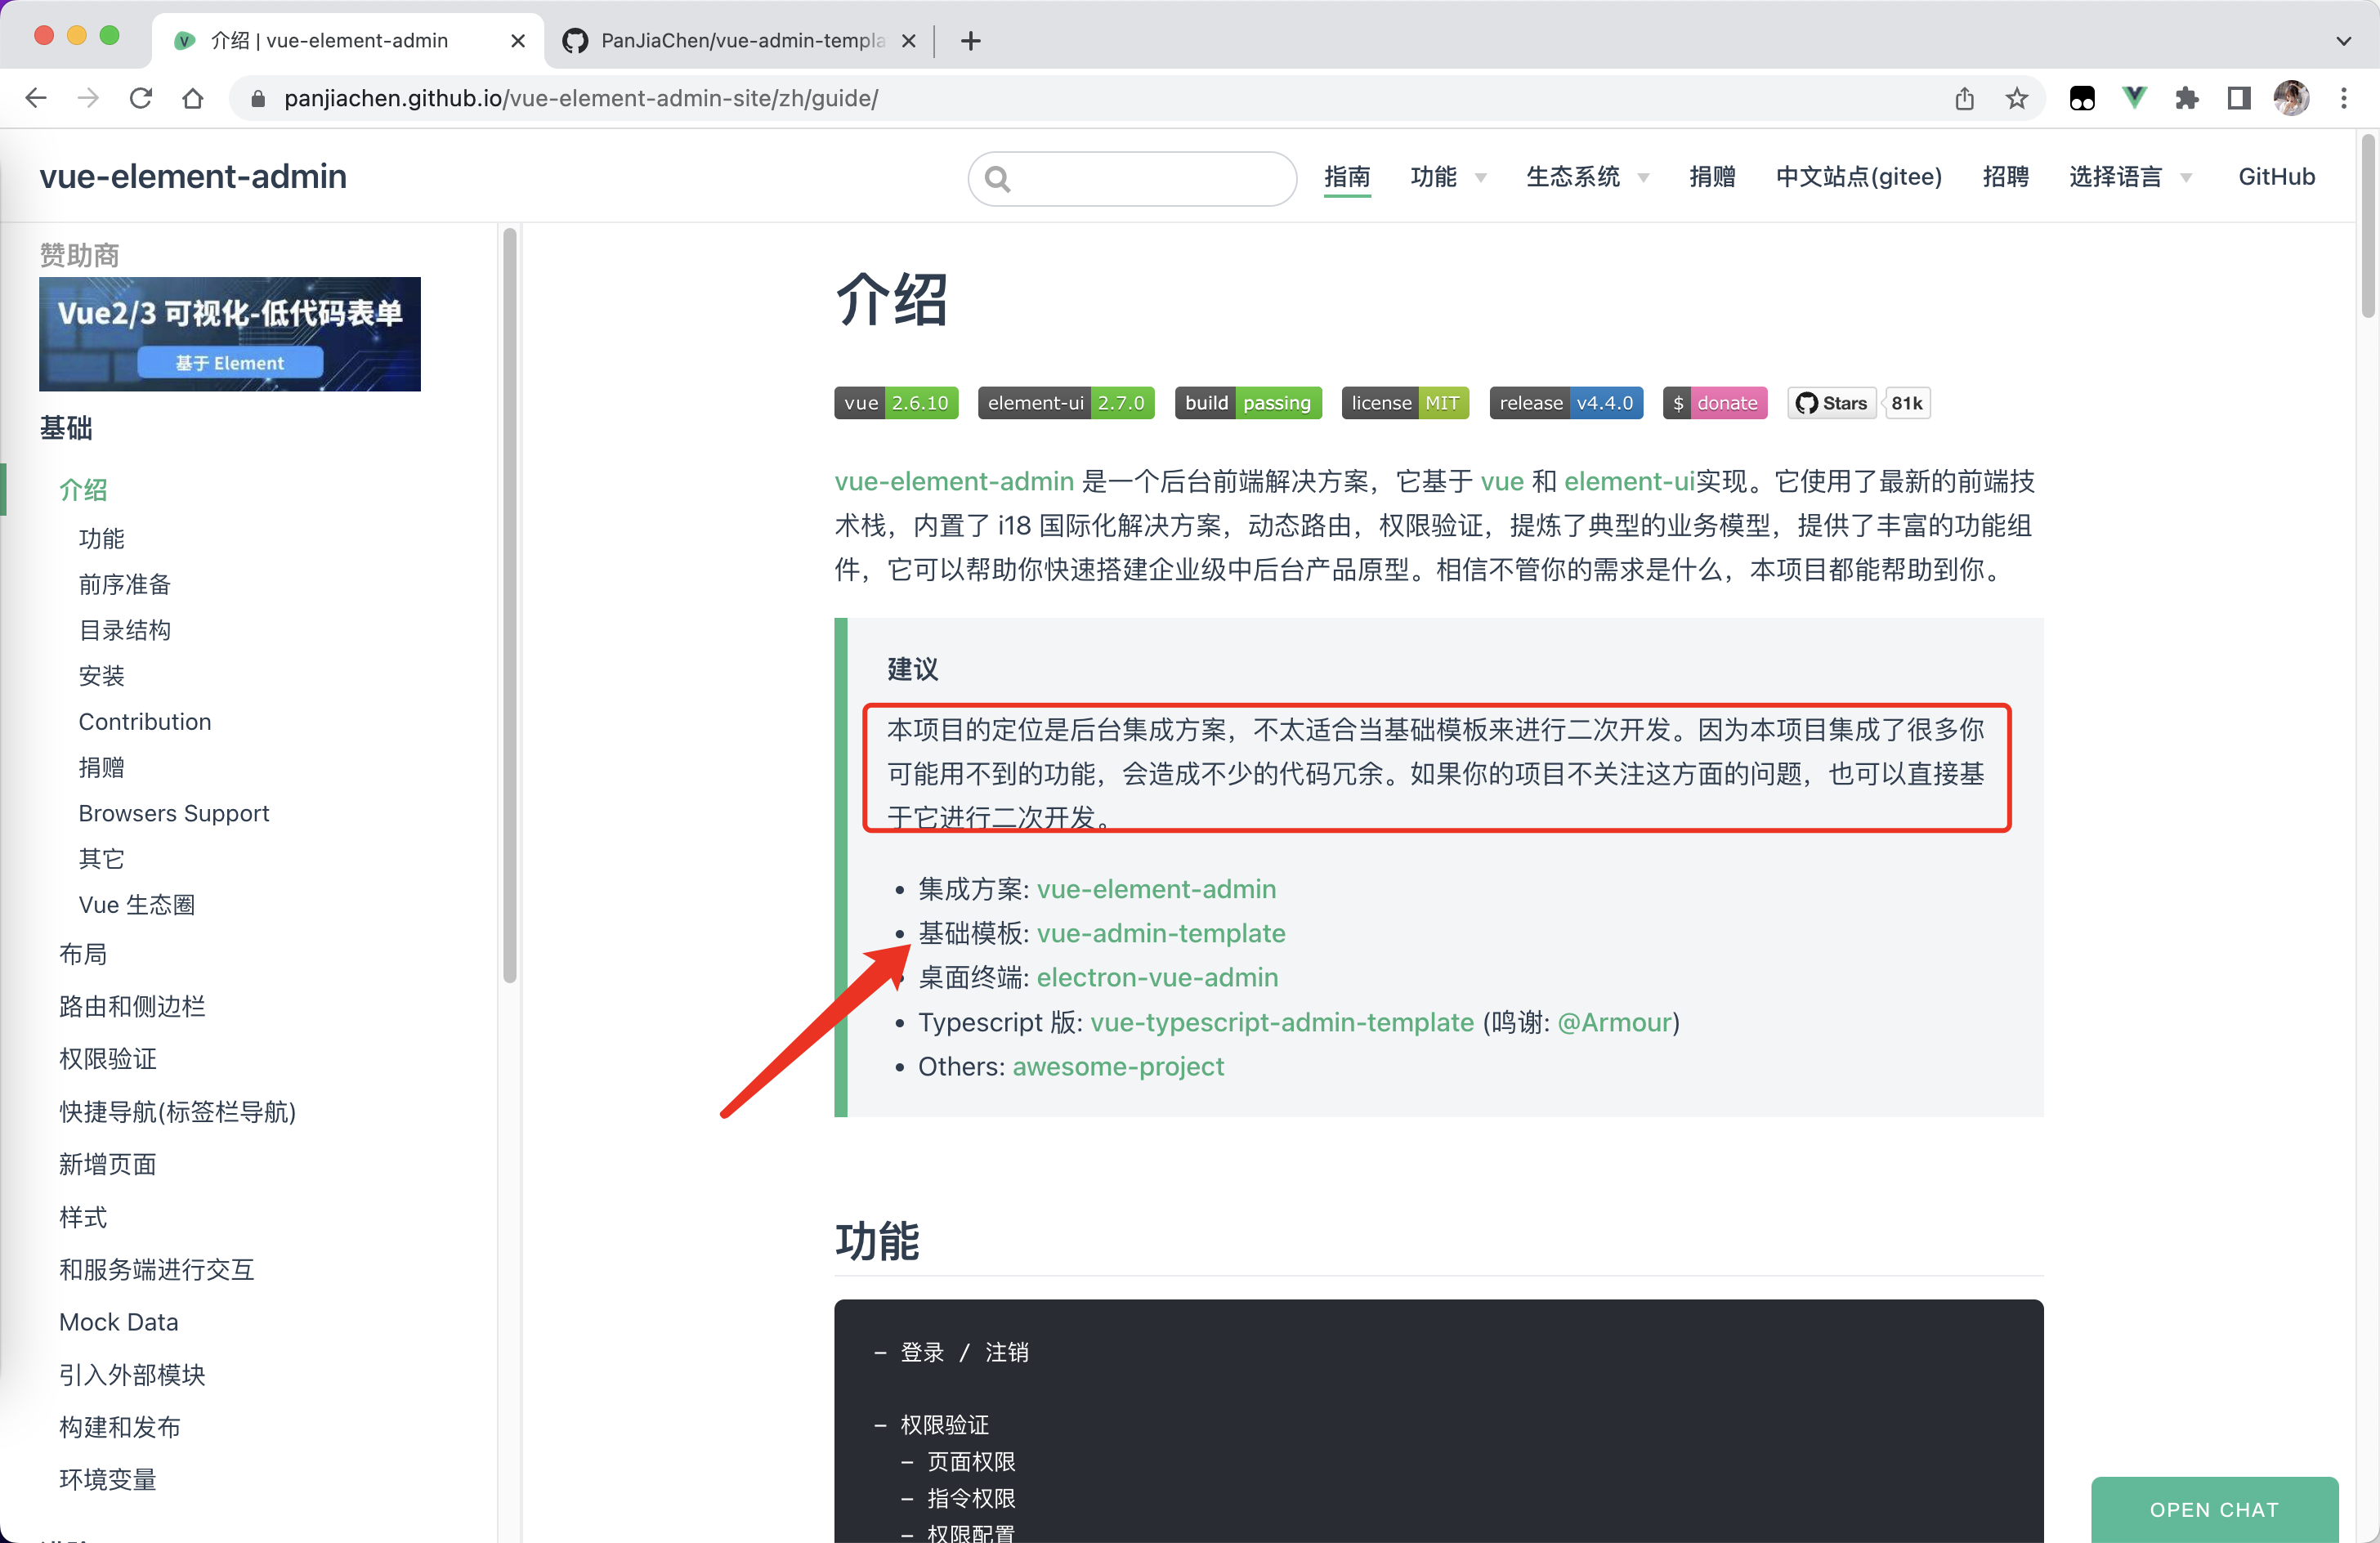 介绍 | vue-element-admin
PanJiaChen/vue-admin-templa
panjiachen.github.io/vue-element-admin-site/zh/guide/
vue-element-admin
指南
功能
生态系统
捐赠
中文站点(gitee)
招聘
选择语言
GitHub
赞助商
Vue2/3 可视化-低代码表单
基于 Element
基础
介绍
功能
前序准备
目录结构
安装
Contribution
捐赠
Browsers Support
其它
Vue 生态圈
布局
路由和侧边栏
权限验证
快捷导航(标签栏导航)
新增页面
样式
和服务端进行交互
Mock Data
引入外部模块
构建和发布
环境变量
介绍
vue 2.6.10
element-ui 2.7.0
build passing
license MIT
release v4.4.0
$ donate
Stars 81k
vue-element-admin 是一个后台前端解决方案，它基于 vue 和 element-ui实现。它使用了最新的前端技
术栈，内置了 i18 国际化解决方案，动态路由，权限验证，提炼了典型的业务模型，提供了丰富的功能组
件，它可以帮助你快速搭建企业级中后台产品原型。相信不管你的需求是什么，本项目都能帮助到你。
建议
本项目的定位是后台集成方案，不太适合当基础模板来进行二次开发。因为本项目集成了很多你
可能用不到的功能，会造成不少的代码冗余。如果你的项目不关注这方面的问题，也可以直接基
于它进行二次开发。
• 集成方案: vue-element-admin
• 基础模板: vue-admin-template
• 桌面终端: electron-vue-admin
• Typescript 版: vue-typescript-admin-template (鸣谢: @Armour)
• Others: awesome-project
功能
- 登录 / 注销
- 权限验证
- 页面权限
- 指令权限
- 权限配置
OPEN CHAT